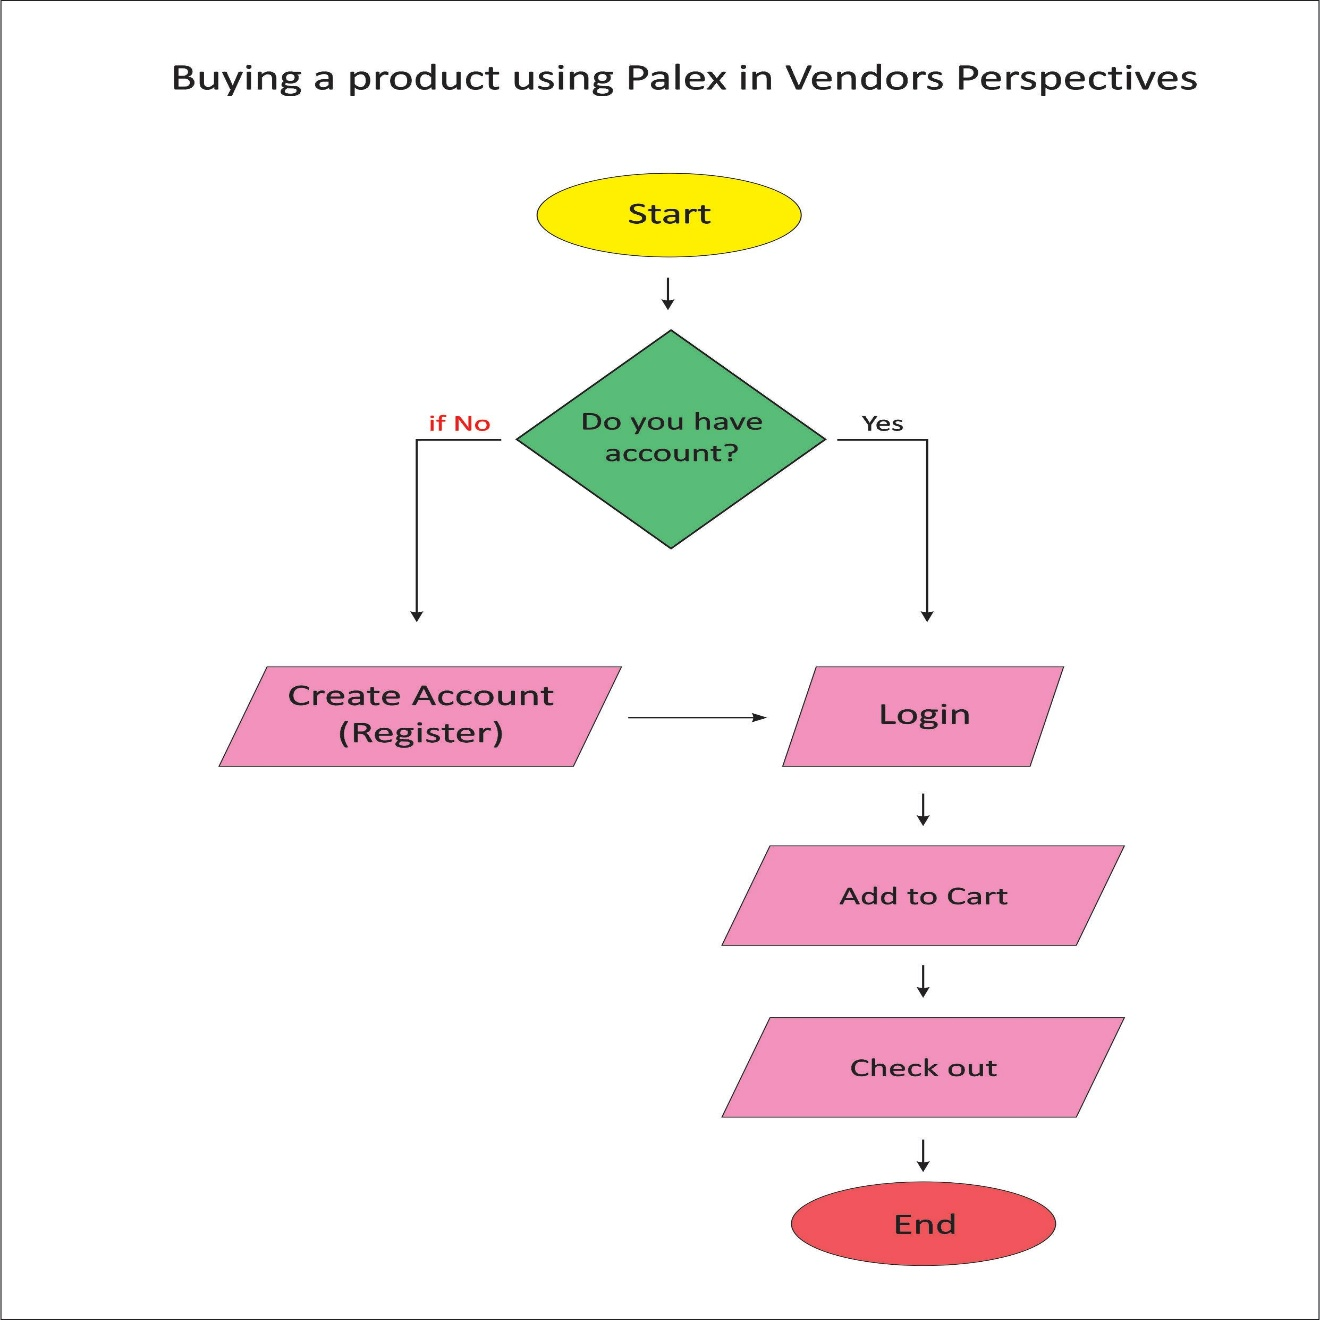 Buying a product using Palex in Vendors Perspectives
Start
Do you have
account?
if No
Yes
Create Account
(Register)
Login
Add to Cart
Check out
End